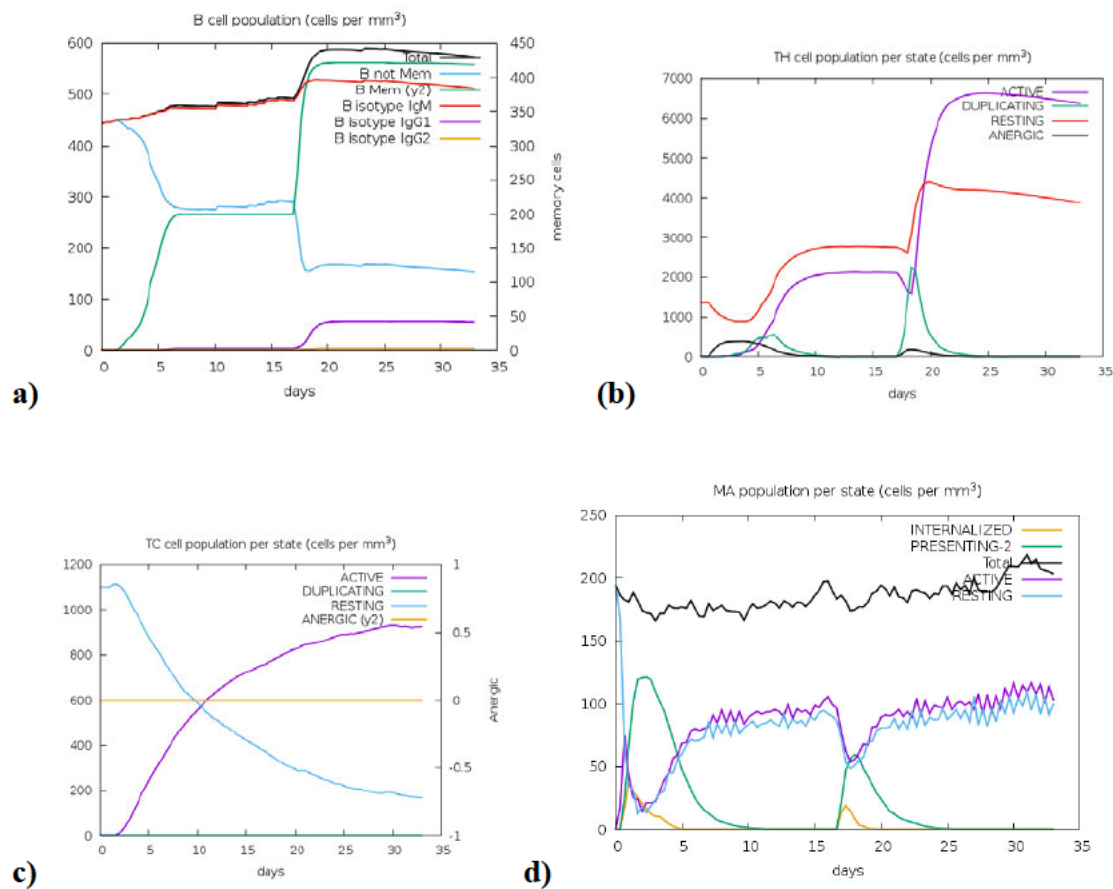 B cell population (cells per mm³)
600
500
400
300
200
100
0
450
400
350
300
250
200
150
100
50
0
memory cells
Total
B not Mem
B Mem (y2)
B isotype IgM
B Isotype IgG1
B Isotype IgG2
0 5 10 15 20 25 30 35
days
a)
TH cell population per state (cells per mm³)
7000
6000
5000
4000
3000
2000
1000
0
ACTIVE
DUPLICATING
RESTING
ANERGIC
0 5 10 15 20 25 30 35
days
(b)
TC cell population per state (cells per mm³)
1200
1000
800
600
400
200
0
1
0.5
0
-0.5
-1
Anergic
ACTIVE
DUPLICATING
RESTING
ANERGIC (y2)
0 5 10 15 20 25 30 35
days
c)
MA population per state (cells per mm³)
250
200
150
100
50
0
INTERNALIZED
PRESENTING-2
Total
ACTIVE
RESTING
0 5 10 15 20 25 30 35
days
d)